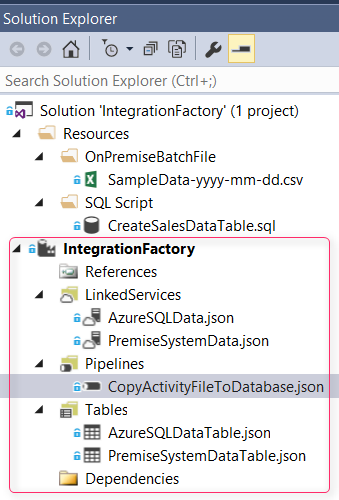 Solution Explorer
Search Solution Explorer (Ctrl+;)
Solution 'IntegrationFactory' (1 project)
Resources
OnPremiseBatchFile
SampleData-yyyy-mm-dd.csv
SQL Script
CreateSalesDataTable.sql
IntegrationFactory
References
LinkedServices
AzureSQLData.json
PremiseSystemData.json
Pipelines
CopyActivityFileToDatabase.json
Tables
AzureSQLDataTable.json
PremiseSystemDataTable.json
Dependencies